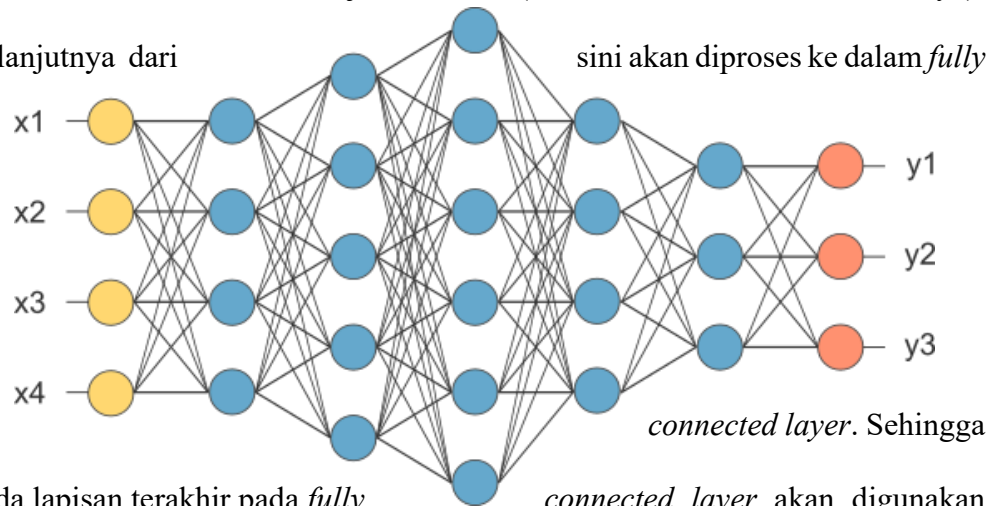 lanjutnya dari sini akan diproses ke dalam fully
x1
x2
x3
x4
y1
y2
y3
connected layer. Sehingga
da lapisan terakhir pada fully connected layer akan digunakan